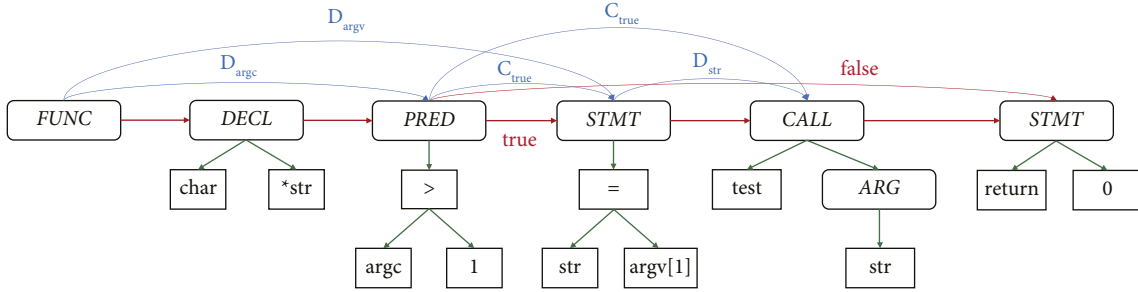 D_argv
C_true
D_argc
C_true
D_str
false
FUNC
DECL
PRED
STMT
CALL
STMT
true
char
*str
>
=
test
ARG
return
0
argc
1
str
argv[1]
str